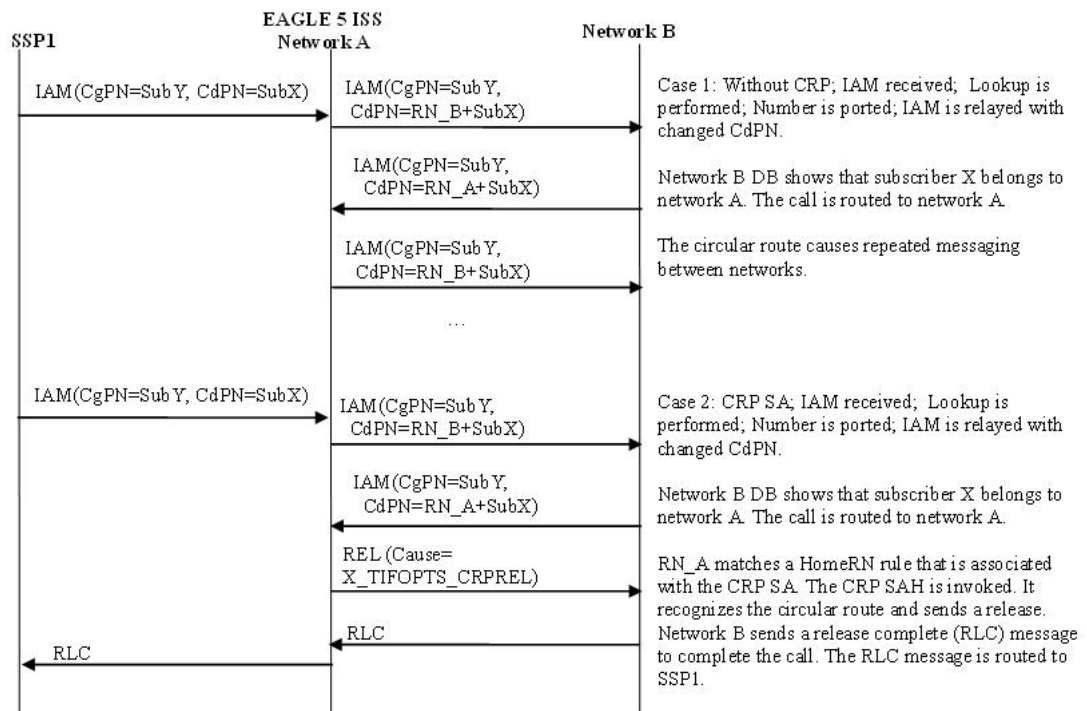 EAGLE 5 ISS
SSP1
Network A
Network B
IAM(CgPN=SubY, CdPN=SubX)
IAM(CgPN=SubY,
CdPN=RN_B+SubX)
Case 1: Without CRP; IAM received; Lookup is
performed; Number is ported; IAM is relayed with
changed CdPN.
IAM(CgPN=SubY,
CdPN=RN_A+SubX)
Network B DB shows that subscriber X belongs to
network A. The call is routed to network A.
IAM(CgPN=SubY,
CdPN=RN_B+SubX)
The circular route causes repeated messaging
between networks.
...
IAM(CgPN=SubY, CdPN=SubX)
IAM(CgPN=SubY,
CdPN=RN_B+SubX)
Case 2: CRP SA; IAM received; Lookup is
performed; Number is ported; IAM is relayed with
changed CdPN.
IAM(CgPN=SubY,
CdPN=RN_A+SubX)
Network B DB shows that subscriber X belongs to
network A. The call is routed to network A.
REL (Cause=
X_TIFOPTS_CRPREL)
RN_A matches a HomeRN rule that is associated
with the CRP SA. The CRP SAH is invoked. It
recognizes the circular route and sends a release.
RLC
RLC
Network B sends a release complete (RLC) message
to complete the call. The RLC message is routed to
SSP1.